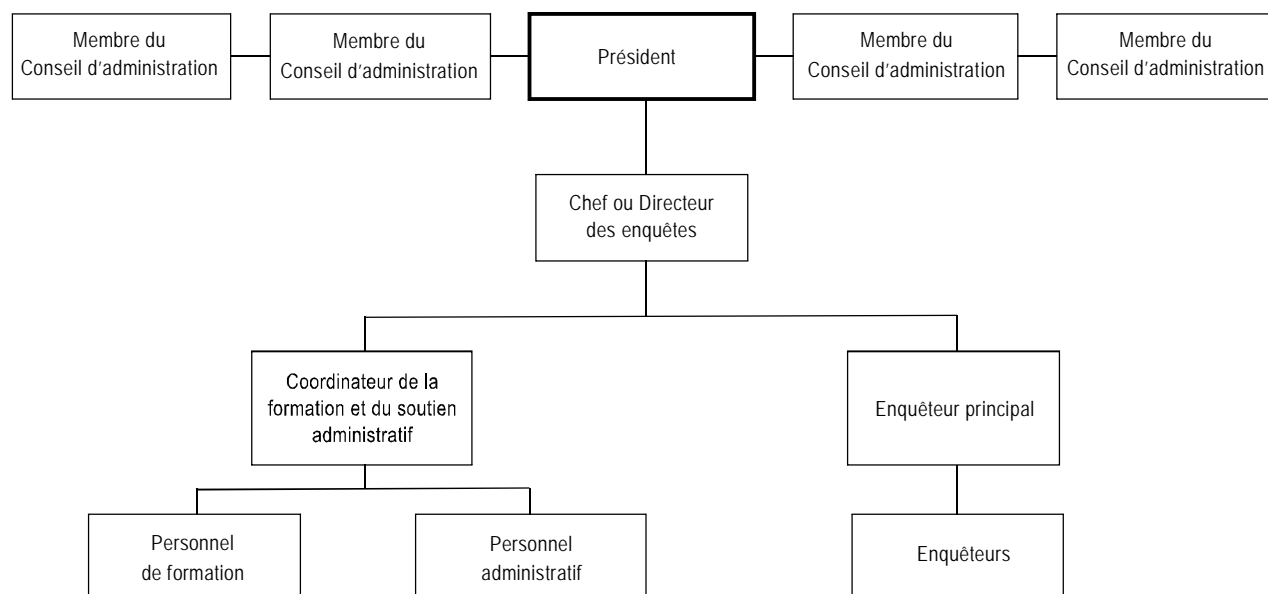 Membre du
Conseil d'administration
Membre du
Conseil d'administration
Président
Membre du
Conseil d'administration
Membre du
Conseil d'administration
Chef ou Directeur
des enquêtes
Coordinateur de la
formation et du soutien
administratif
Enquêteur principal
Personnel
de formation
Personnel
administratif
Enquêteurs